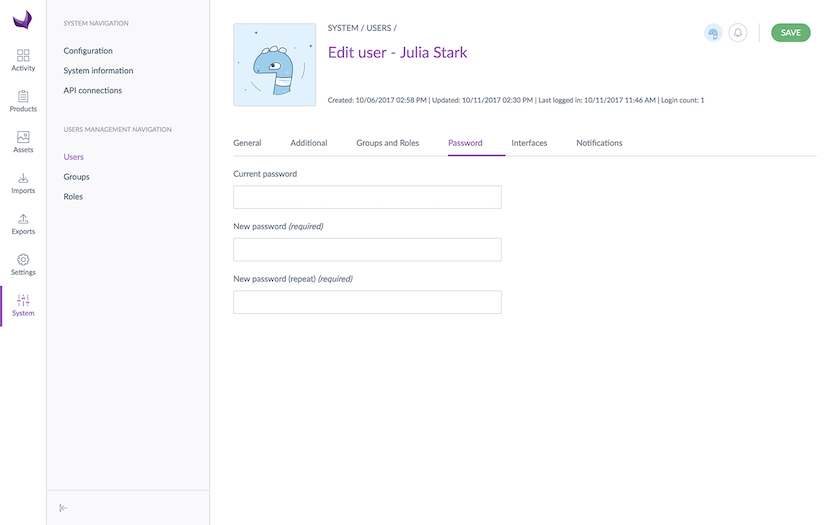 Activity
Products
Assets
Imports
Exports
Settings
System
SYSTEM NAVIGATION
Configuration
System information
API connections
USERS MANAGEMENT NAVIGATION
Users
Groups
Roles
SYSTEM / USERS /
Edit user - Julia Stark
Created: 10/06/2017 02:58 PM | Updated: 10/11/2017 02:30 PM | Last logged in: 10/11/2017 11:46 AM | Login count: 1
SAVE
General Additional Groups and Roles Password Interfaces Notifications
Current password
New password (required)
New password (repeat) (required)